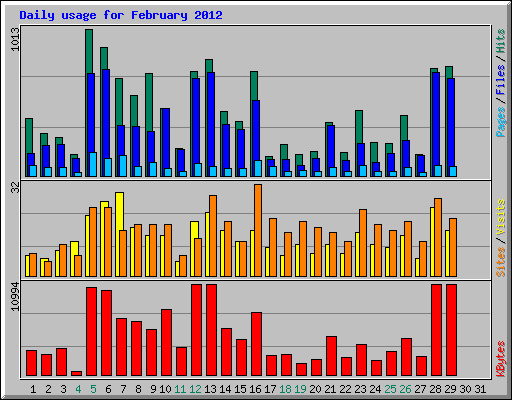 Daily usage for February 2012
1013
Pages / Files / Hits
32
Sites / Visits
10994
KBytes
1 2 3 4 5 6 7 8 9 10 11 12 13 14 15 16 17 18 19 20 21 22 23 24 25 26 27 28 29 30 31